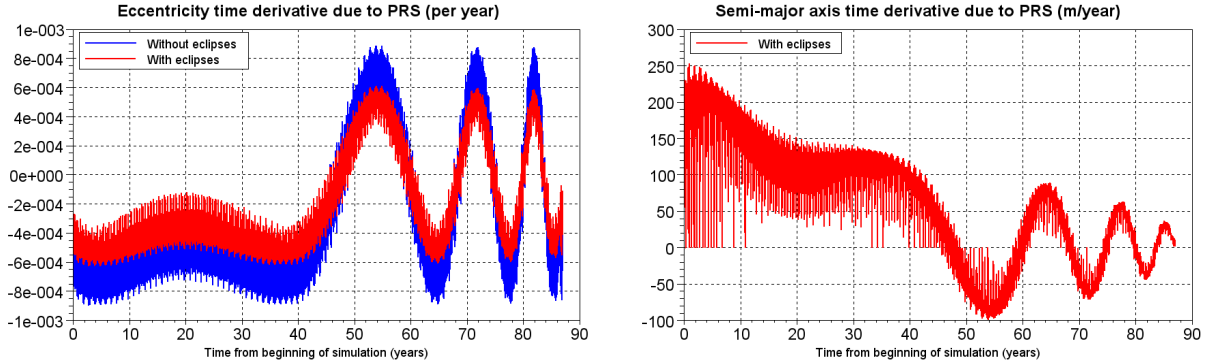 Eccentricity time derivative due to PRS (per year)
1e-003
8e-004
6e-004
4e-004
2e-004
0e+000
-2e-004
-4e-004
-6e-004
-8e-004
-1e-003
Without eclipses
With eclipses
0 10 20 30 40 50 60 70 80 90
Time from beginning of simulation (years)
Semi-major axis time derivative due to PRS (m/year)
300
250
200
150
100
50
0
-50
-100
With eclipses
0 10 20 30 40 50 60 70 80 90
Time from beginning of simulation (years)